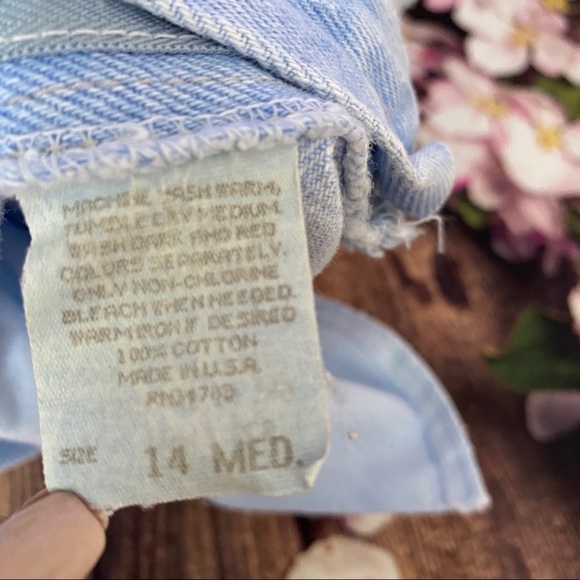 MACHINE WASH WARM,
TUMBLE DRY MEDIUM.
WASH DARK AND RED
COLORS SEPARATELY.
ONLY NON-CHLORINE
BLEACH WHEN NEEDED.
WARM IRON IF DESIRED
100% COTTON
MADE IN U.S.A.
SIZE 14 MED.